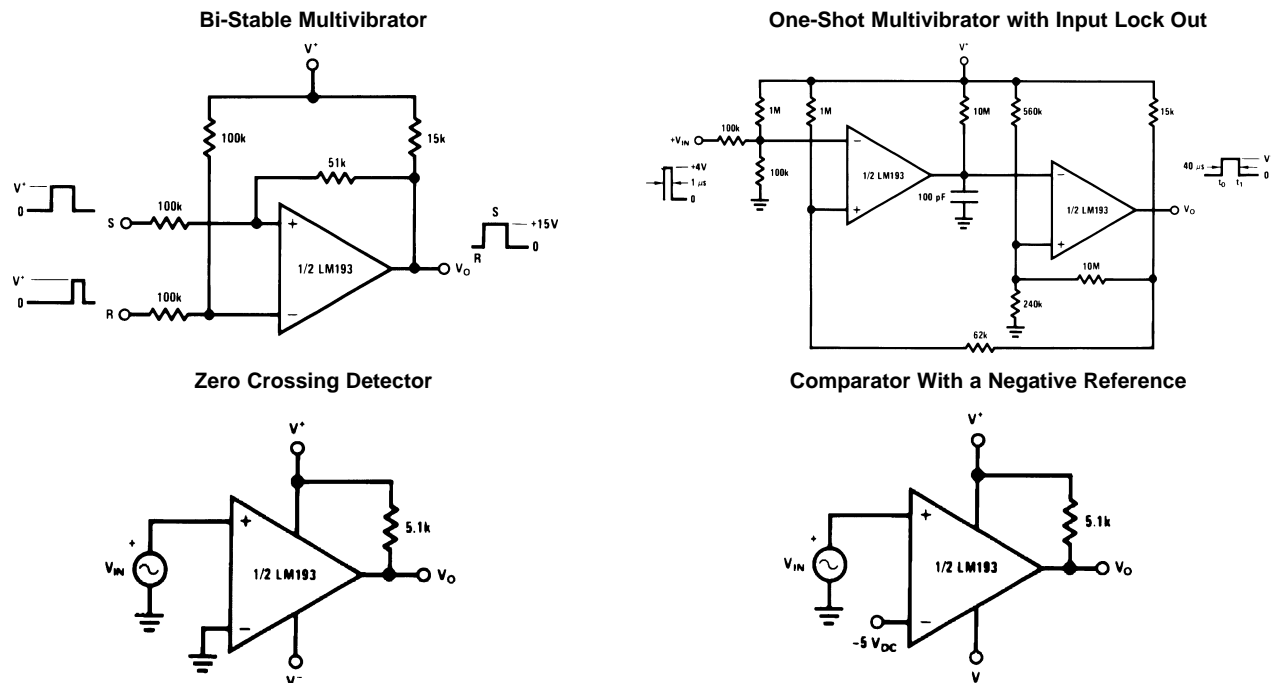 Bi-Stable Multivibrator
V+
100k
15k
51k
V+
0
100k
S
+
1/2 LM193
S
+15V
0
R
VO
V+
0
100k
R
−
One-Shot Multivibrator with Input Lock Out
V+
1M
1M
10M
560k
15k
+VIN
100k
−
+4V
1 μs
0
100k
1/2 LM193
100 pF
+
−
1/2 LM193
+
VO
40 μs
V
0
t0
t1
10M
240k
62k
Zero Crossing Detector
V+
+
5.1k
+
VIN
1/2 LM193
VO
−
V−
Comparator With a Negative Reference
V+
+
5.1k
+
VIN
1/2 LM193
VO
−
−5 VDC
V